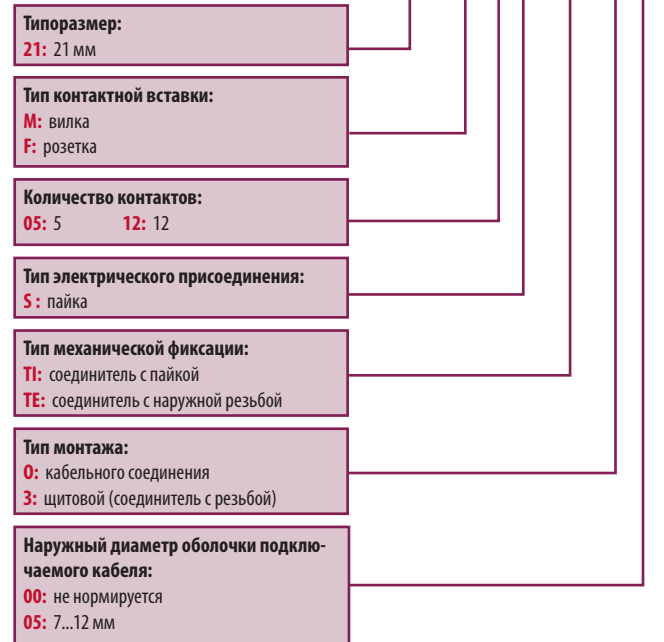 Типоразмер:
21: 21 мм
Тип контактной вставки:
M: вилка
F: розетка
Количество контактов:
05: 5 12: 12
Тип электрического присоединения:
S : пайка
Тип механической фиксации:
TI: соединитель с пайкой
TE: соединитель с наружной резьбой
Тип монтажа:
0: кабельного соединения
3: щитовой (соединитель с резьбой)
Наружный диаметр оболочки подклю-
чаемого кабеля:
00: не нормируется
05: 7...12 мм